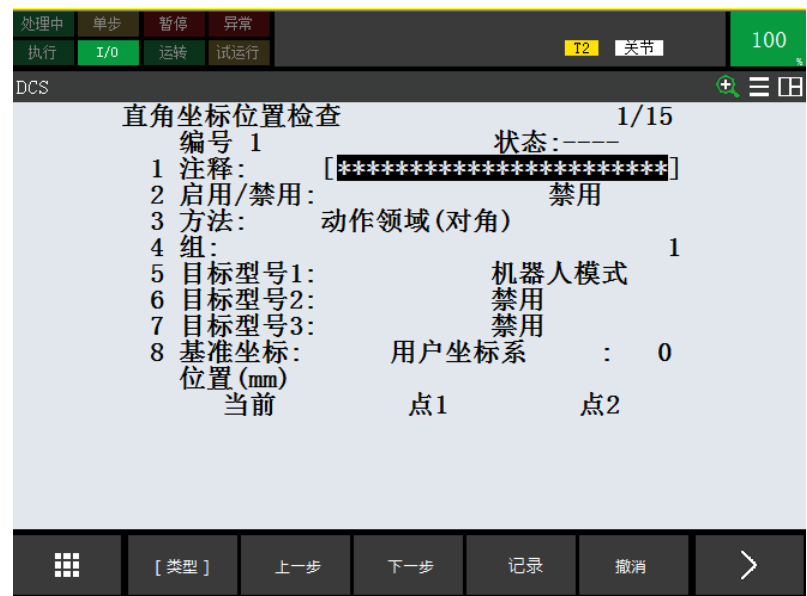 处理中 单步 暂停 异常
执行 I/O 运转 试运行 T2 关节 100 %
DCS
直角坐标位置检查 1/15
编号 1 状态:----
1 注释: [************************]
2 启用/禁用: 禁用
3 方法: 动作领域(对角)
4 组: 1
5 目标型号1: 机器人模式
6 目标型号2: 禁用
7 目标型号3: 禁用
8 基准坐标: 用户坐标系 : 0
位置(mm)
当前 点1 点2
[ 类型 ] 上一步 下一步 记录 撤消